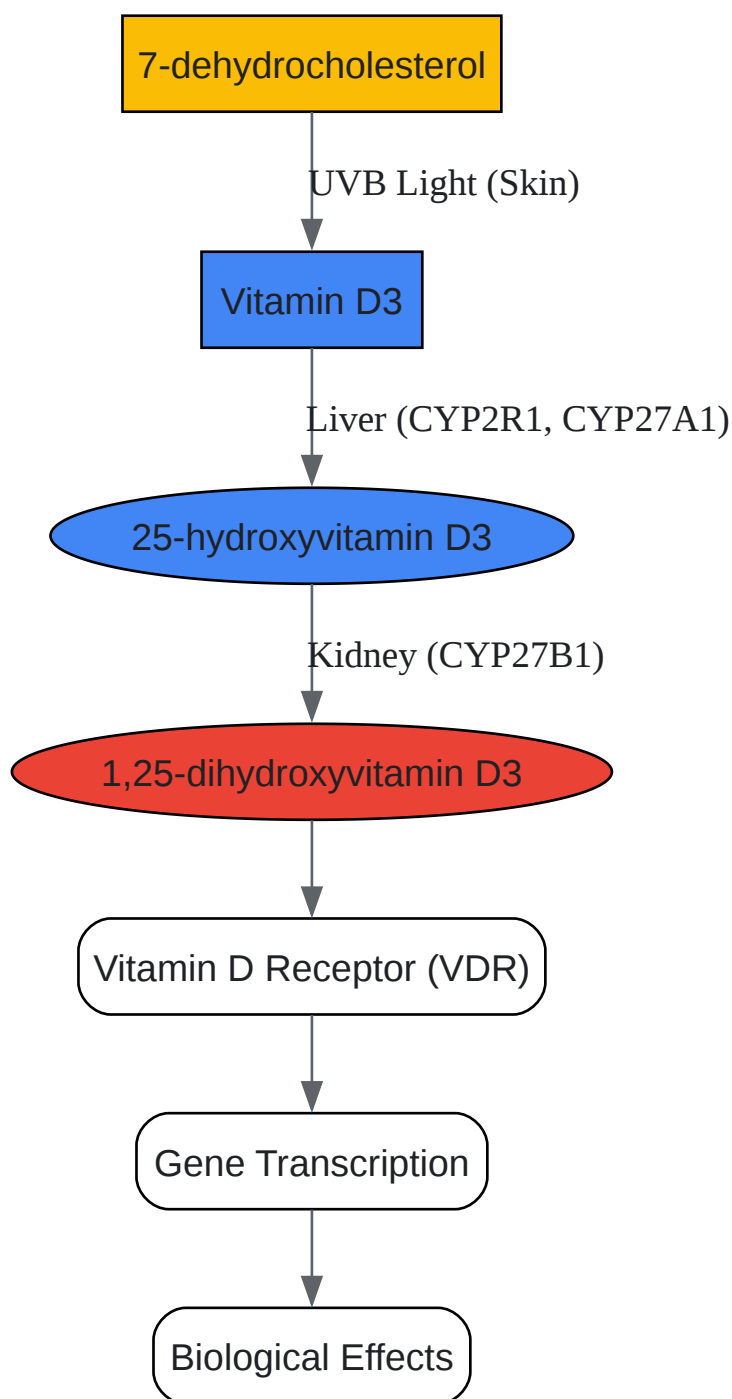 7-dehydrocholesterol
UVB Light (Skin)
Vitamin D3
Liver (CYP2R1, CYP27A1)
25-hydroxyvitamin D3
Kidney (CYP27B1)
1,25-dihydroxyvitamin D3
Vitamin D Receptor (VDR)
Gene Transcription
Biological Effects